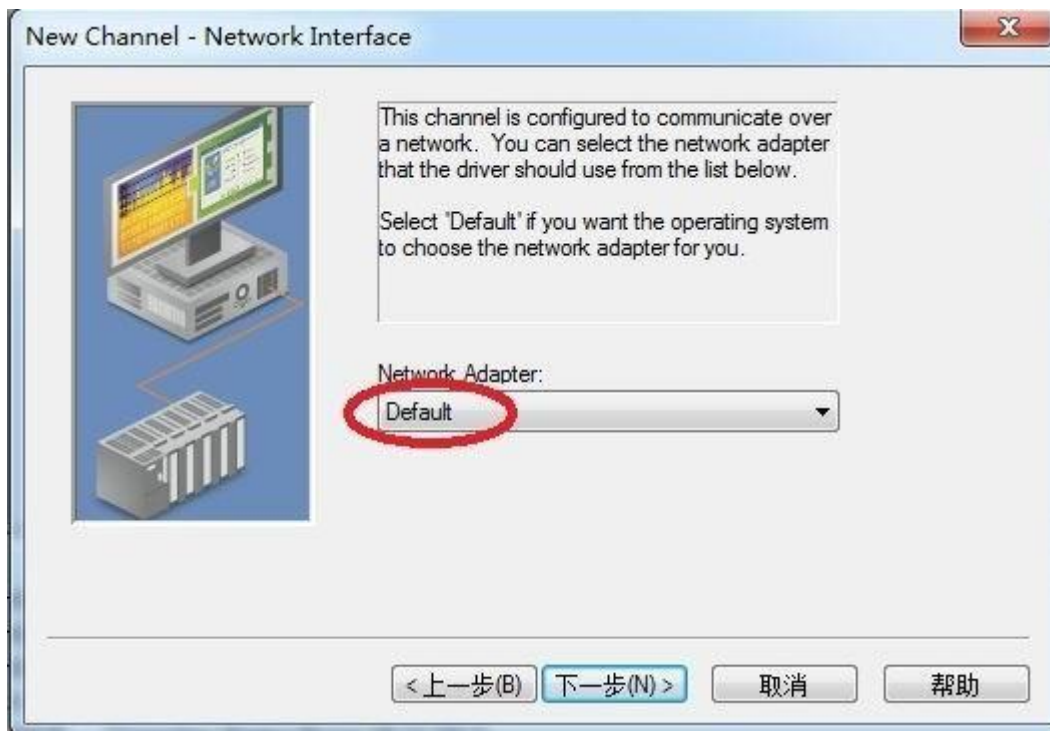 New Channel - Network Interface
This channel is configured to communicate over
a network. You can select the network adapter
that the driver should use from the list below.
Select 'Default' if you want the operating system
to choose the network adapter for you.
Network Adapter:
Default
< 上一步(B) 下一步(N) > 取消 帮助